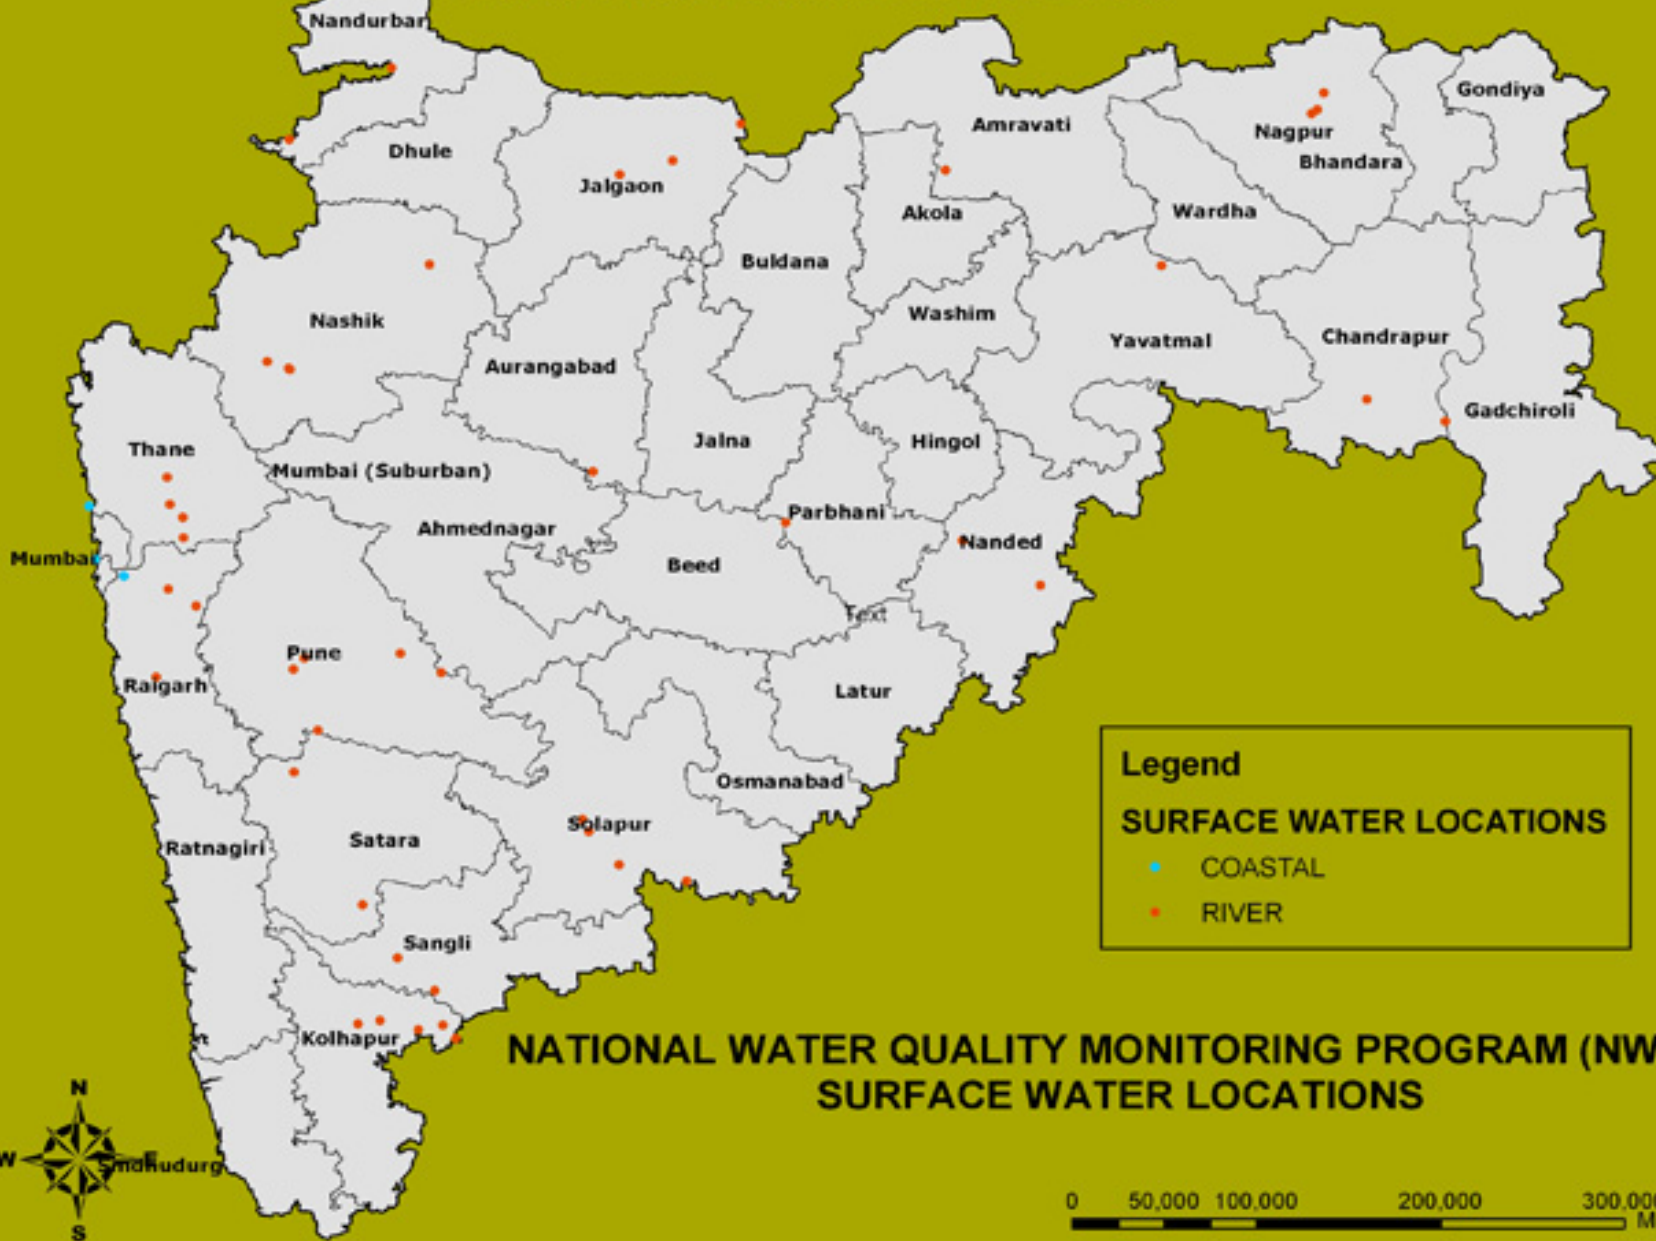 Nandurbar
Gondiya
Amravati
Nagpur
Dhule
Bhandara
Jalgaon
Akola
Wardha
Buldana
Washim
Nashik
Chandrapur
Yavatmal
Aurangabad
Gadchiroli
Jalna
Hingol
Thane
Mumbai (Suburban)
Parbhani
Ahmednagar
Nanded
Mumbai
Beed
Text
Pune
Raigarh
Latur
Osmanabad
Solapur
Satara
Ratnagiri
Sangli
Kolhapur
Sindhudurg
Legend
SURFACE WATER LOCATIONS
COASTAL
RIVER
NATIONAL WATER QUALITY MONITORING PROGRAM (NW
SURFACE WATER LOCATIONS
N
W E
S
0 50,000 100,000 200,000 300,000
M